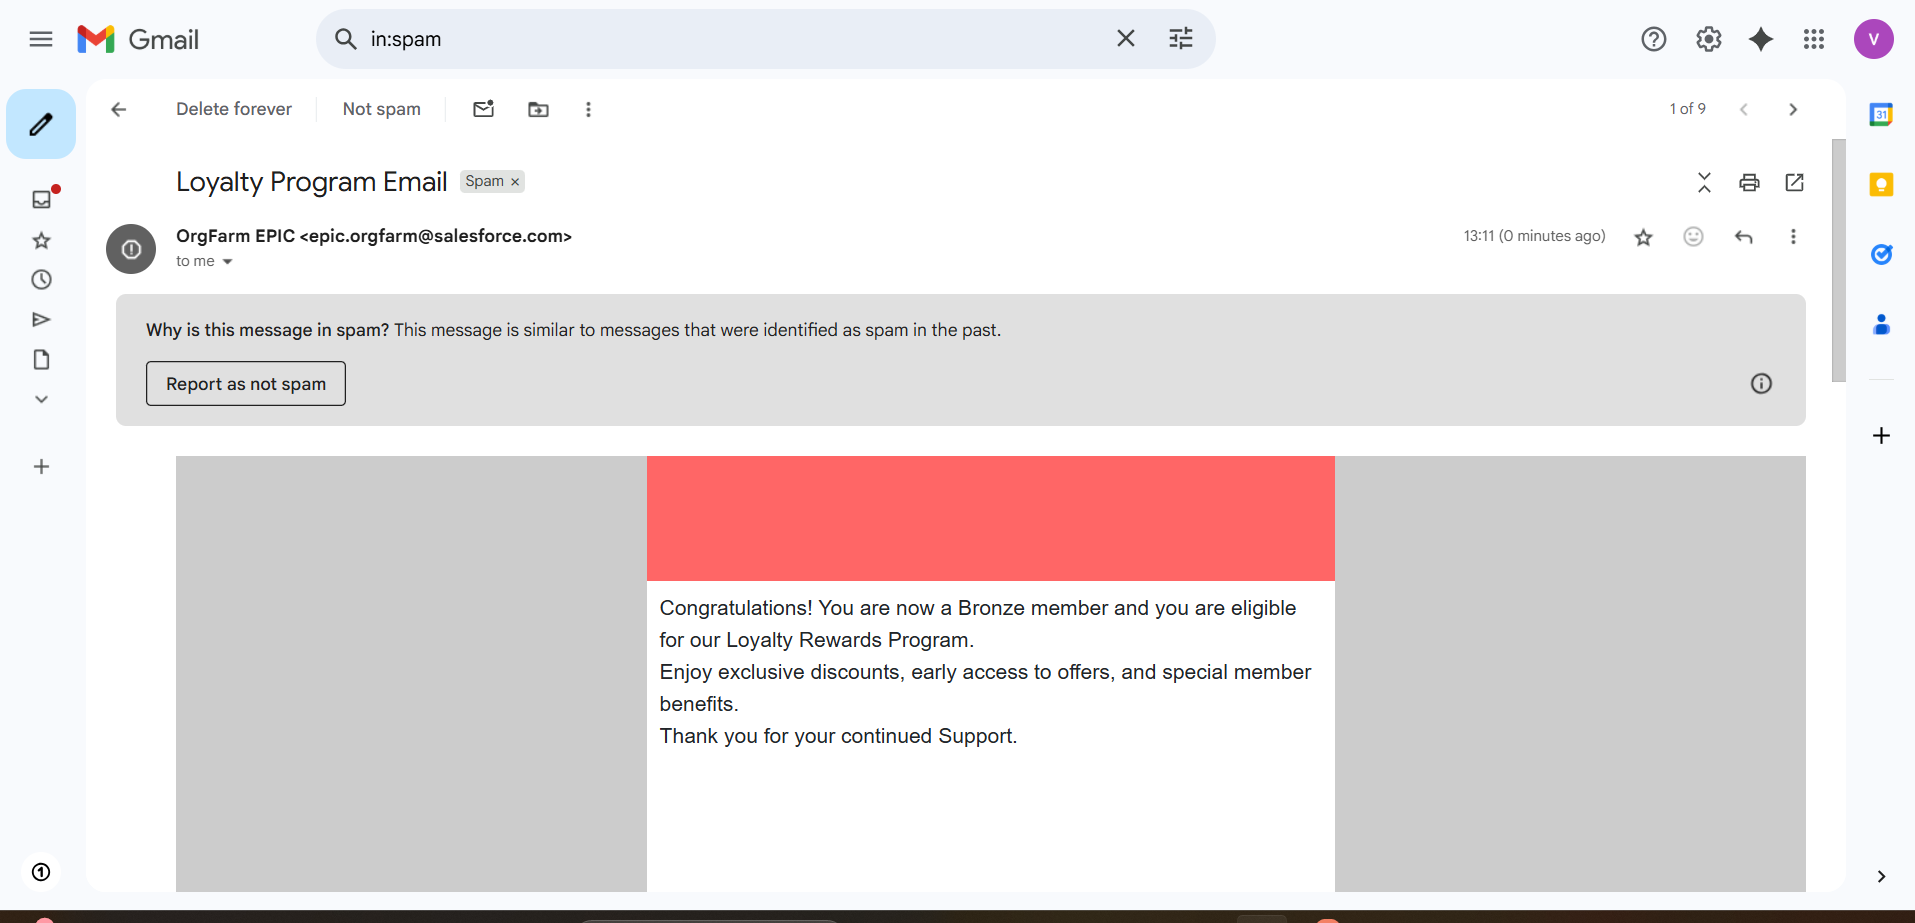 Gmail
in:spam
V
Delete forever
Not spam
1 of 9
31
Loyalty Program Email
Spam ×
OrgFarm EPIC <epic.orgfarm@salesforce.com>
13:11 (0 minutes ago)
to me
Why is this message in spam? This message is similar to messages that were identified as spam in the past.
Report as not spam
Congratulations! You are now a Bronze member and you are eligible
for our Loyalty Rewards Program.
Enjoy exclusive discounts, early access to offers, and special member
benefits.
Thank you for your continued Support.
1